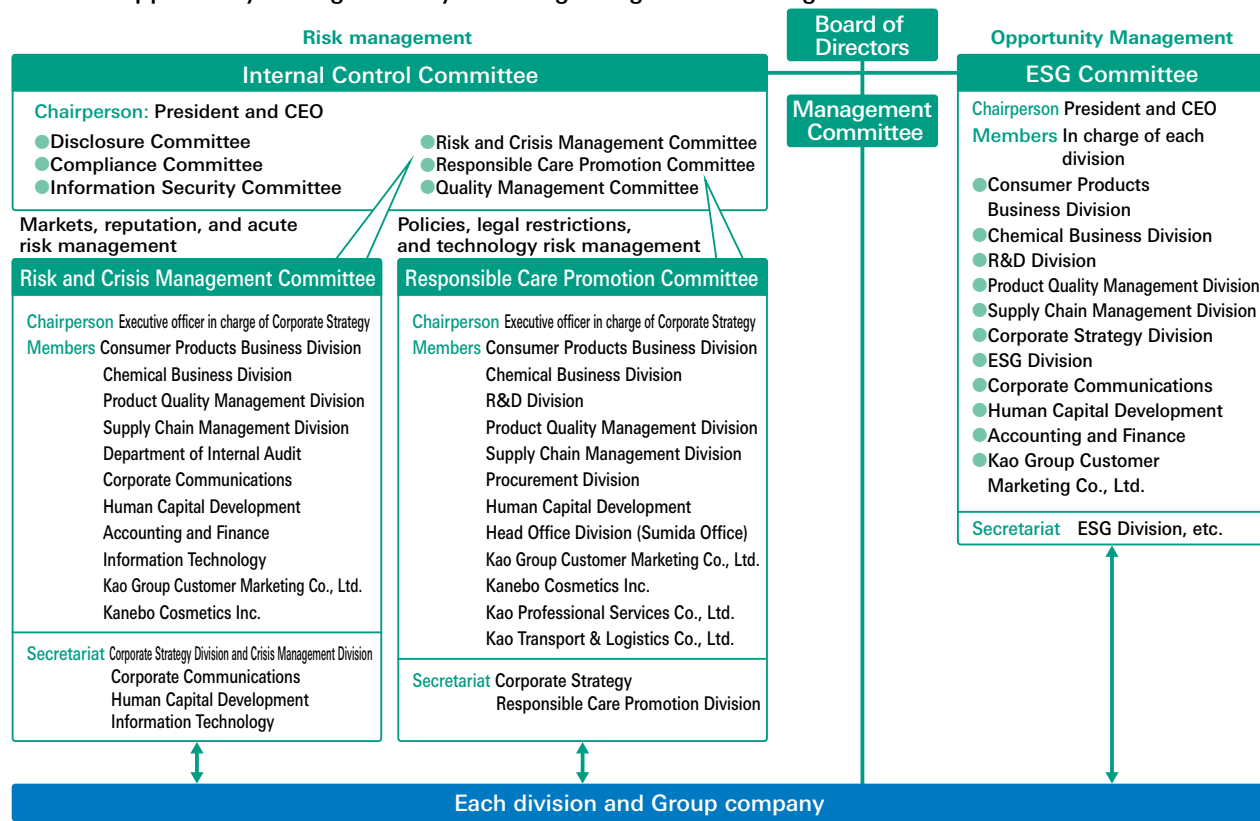 Risk management
Board of
Directors
Opportunity Management
Internal Control Committee
Chairperson: President and CEO
●Disclosure Committee
●Compliance Committee
●Information Security Committee
●Risk and Crisis Management Committee
●Responsible Care Promotion Committee
●Quality Management Committee
Management
Committee
ESG Committee
Chairperson President and CEO
Members In charge of each
division
●Consumer Products
Business Division
●Chemical Business Division
●R&D Division
●Product Quality Management Division
●Supply Chain Management Division
●Corporate Strategy Division
●ESG Division
●Corporate Communications
●Human Capital Development
●Accounting and Finance
●Kao Group Customer
Marketing Co., Ltd.
Secretariat ESG Division, etc.
Markets, reputation, and acute
risk management
Risk and Crisis Management Committee
Chairperson Executive officer in charge of Corporate Strategy
Members Consumer Products Business Division
Chemical Business Division
Product Quality Management Division
Supply Chain Management Division
Department of Internal Audit
Corporate Communications
Human Capital Development
Accounting and Finance
Information Technology
Kao Group Customer Marketing Co., Ltd.
Kanebo Cosmetics Inc.
Secretariat Corporate Strategy Division and Crisis Management Division
Corporate Communications
Human Capital Development
Information Technology
Policies, legal restrictions,
and technology risk management
Responsible Care Promotion Committee
Chairperson Executive officer in charge of Corporate Strategy
Members Consumer Products Business Division
Chemical Business Division
R&D Division
Product Quality Management Division
Supply Chain Management Division
Procurement Division
Human Capital Development
Head Office Division (Sumida Office)
Kao Group Customer Marketing Co., Ltd.
Kanebo Cosmetics Inc.
Kao Professional Services Co., Ltd.
Kao Transport & Logistics Co., Ltd.
Secretariat Corporate Strategy
Responsible Care Promotion Division
Each division and Group company